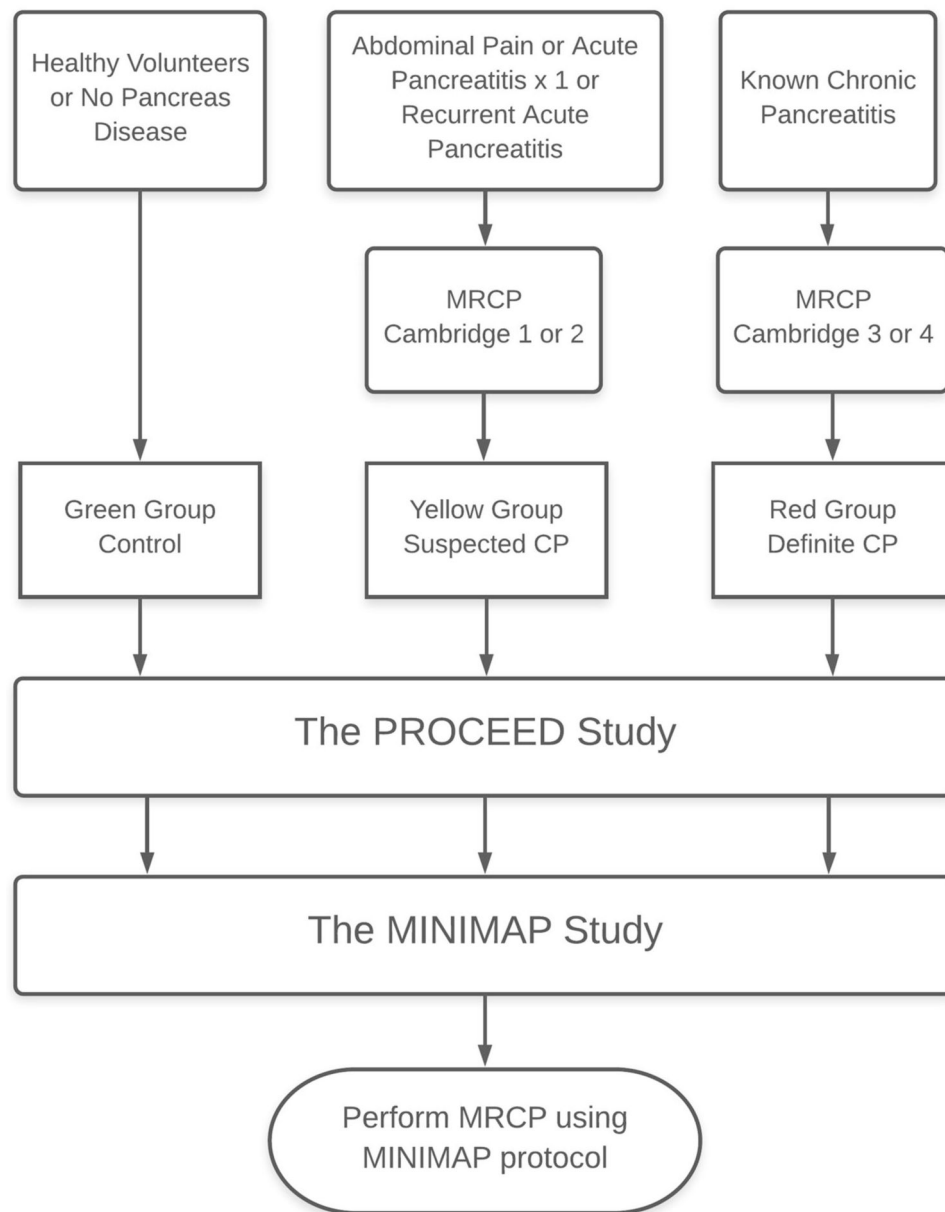 Healthy Volunteers
or No Pancreas
Disease
Abdominal Pain or Acute
Pancreatitis x 1 or
Recurrent Acute
Pancreatitis
Known Chronic
Pancreatitis
MRCP
Cambridge 1 or 2
MRCP
Cambridge 3 or 4
Green Group
Control
Yellow Group
Suspected CP
Red Group
Definite CP
The PROCEED Study
The MINIMAP Study
Perform MRCP using
MINIMAP protocol